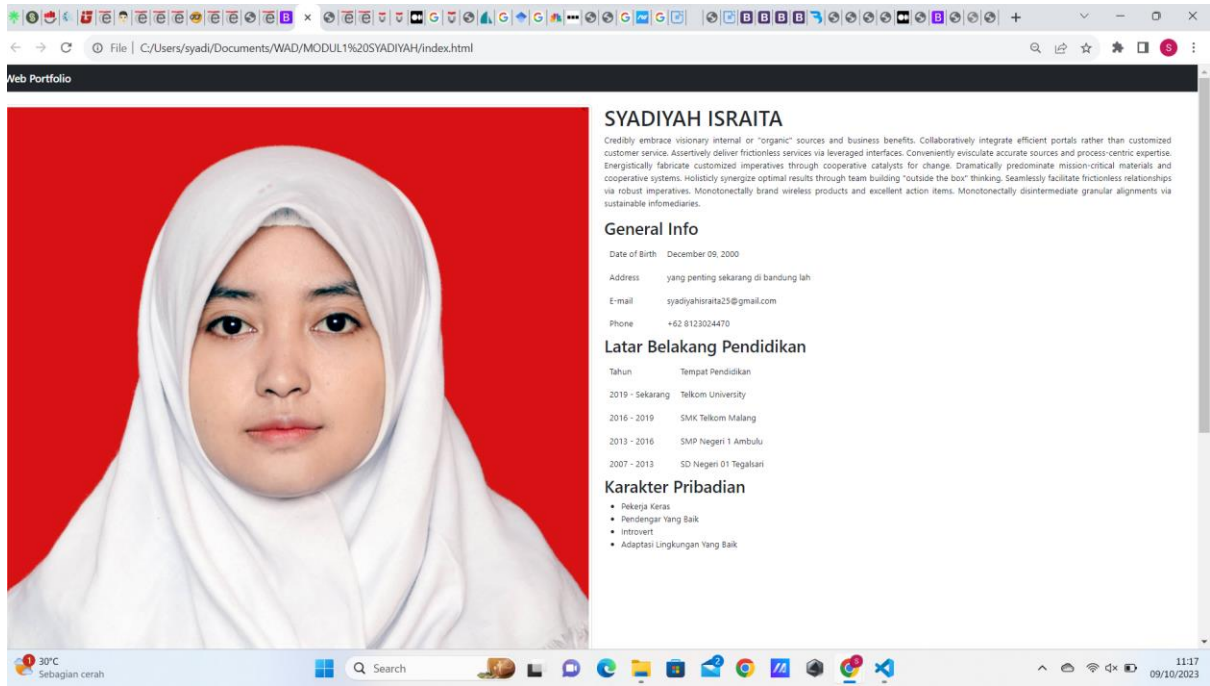 File | C:/Users/syadi/Documents/WAD/MODUL1%20SYADIYAH/index.html
Web Portfolio
SYADIYAH ISRAITA
Credibly embrace visionary internal or "organic" sources and business benefits. Collaboratively integrate efficient portals rather than customized
customer service. Assertively deliver frictionless services via leveraged interfaces. Conveniently evisculate accurate sources and process-centric expertise.
Energistically fabricate customized imperatives through cooperative catalysts for change. Dramatically predominate mission-critical materials and
cooperative systems. Holisticly synergize optimal results through team building "outside the box" thinking. Seamlessly facilitate frictionless relationships
via robust imperatives. Monotonectally brand wireless products and excellent action items. Monotonectally disintermediate granular alignments via
sustainable infomediaries.
General Info
Date of Birth December 09, 2000
Address yang penting sekarang di bandung lah
E-mail syadiyahisraita25@gmail.com
Phone +62 8123024470
Latar Belakang Pendidikan
Tahun Tempat Pendidikan
2019 - Sekarang Telkom University
2016 - 2019 SMK Telkom Malang
2013 - 2016 SMP Negeri 1 Ambulu
2007 - 2013 SD Negeri 01 Tegalsari
Karakter Pribadian
Pekerja Keras
Pendengar Yang Baik
Introvert
Adaptasi Lingkungan Yang Baik
30°C
Sebagian cerah
Search
11:17
09/10/2023